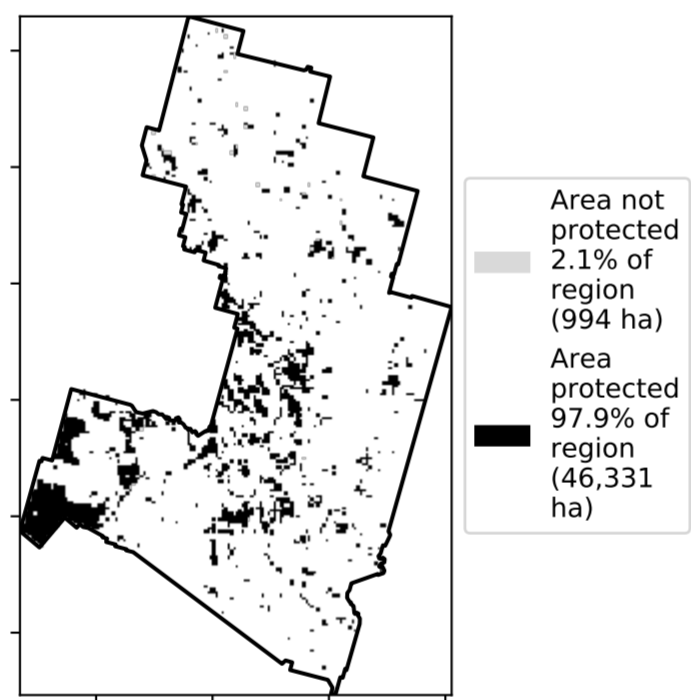 Area not
protected
2.1% of
region
(994 ha)
Area
protected
97.9% of
region
(46,331
ha)